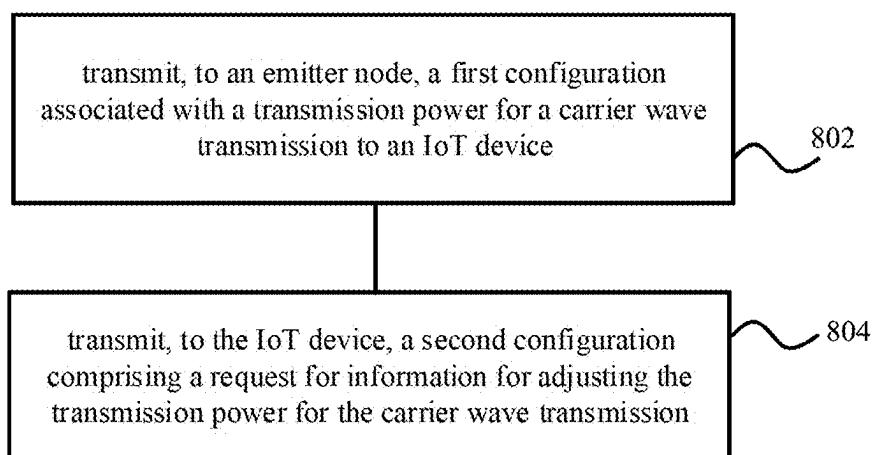 transmit, to an emitter node, a first configuration
associated with a transmission power for a carrier wave
transmission to an IoT device
802
transmit, to the IoT device, a second configuration
comprising a request for information for adjusting the
transmission power for the carrier wave transmission
804